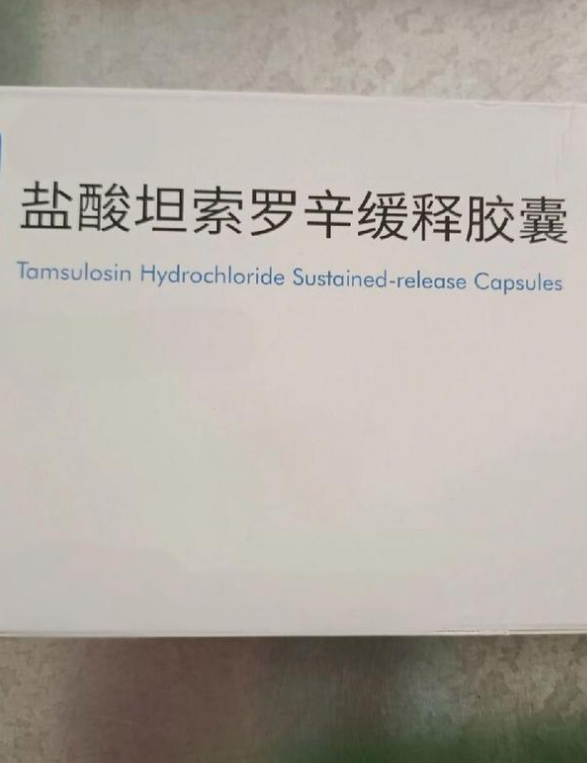 盐酸坦索罗辛缓释胶囊
Tamsulosin Hydrochloride Sustained-release Capsules